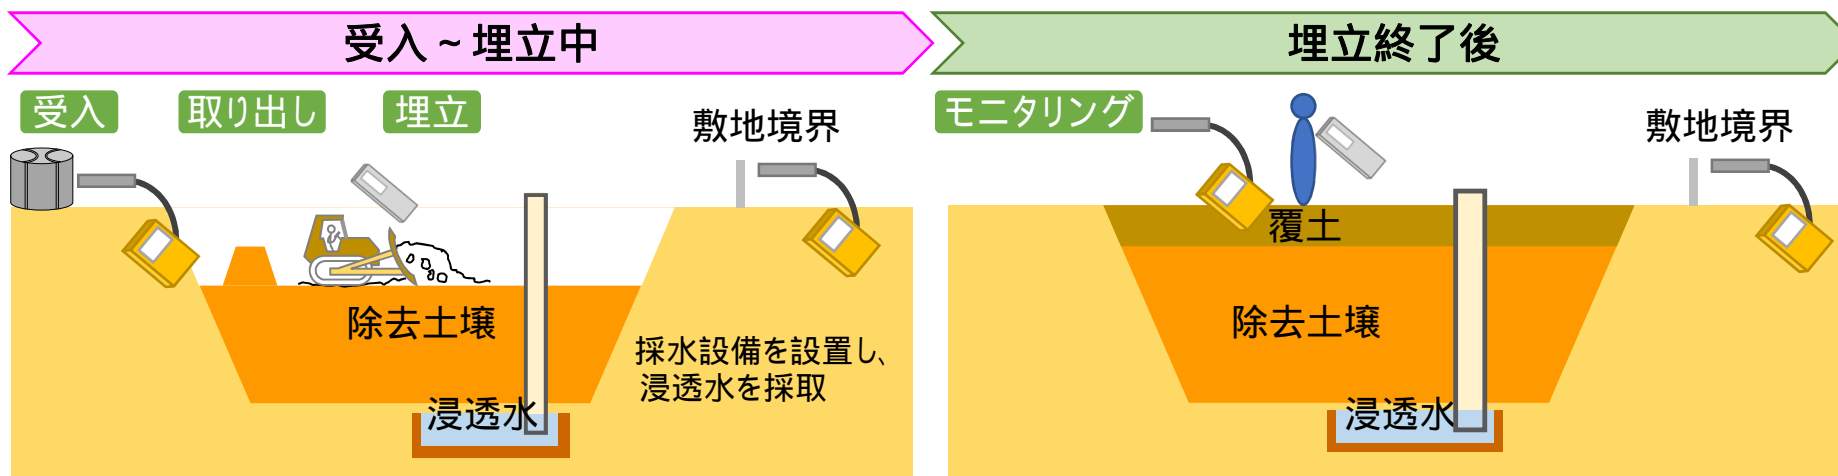 受入~埋立中
埋立終了後
受入
取り出し
埋立
敷地境界
除去土壌
採水設備を設置し、
浸透水を採取
浸透水
モニタリング
敷地境界
覆土
除去土壌
浸透水